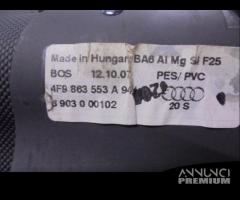 Made in Hungary BA6 Al Mg Si F25
BOS 12.10.07 PES/ PVC
4F9 863 553 A 94
8 903 0 00102
20 S
ANNUNCI
PREMIUM